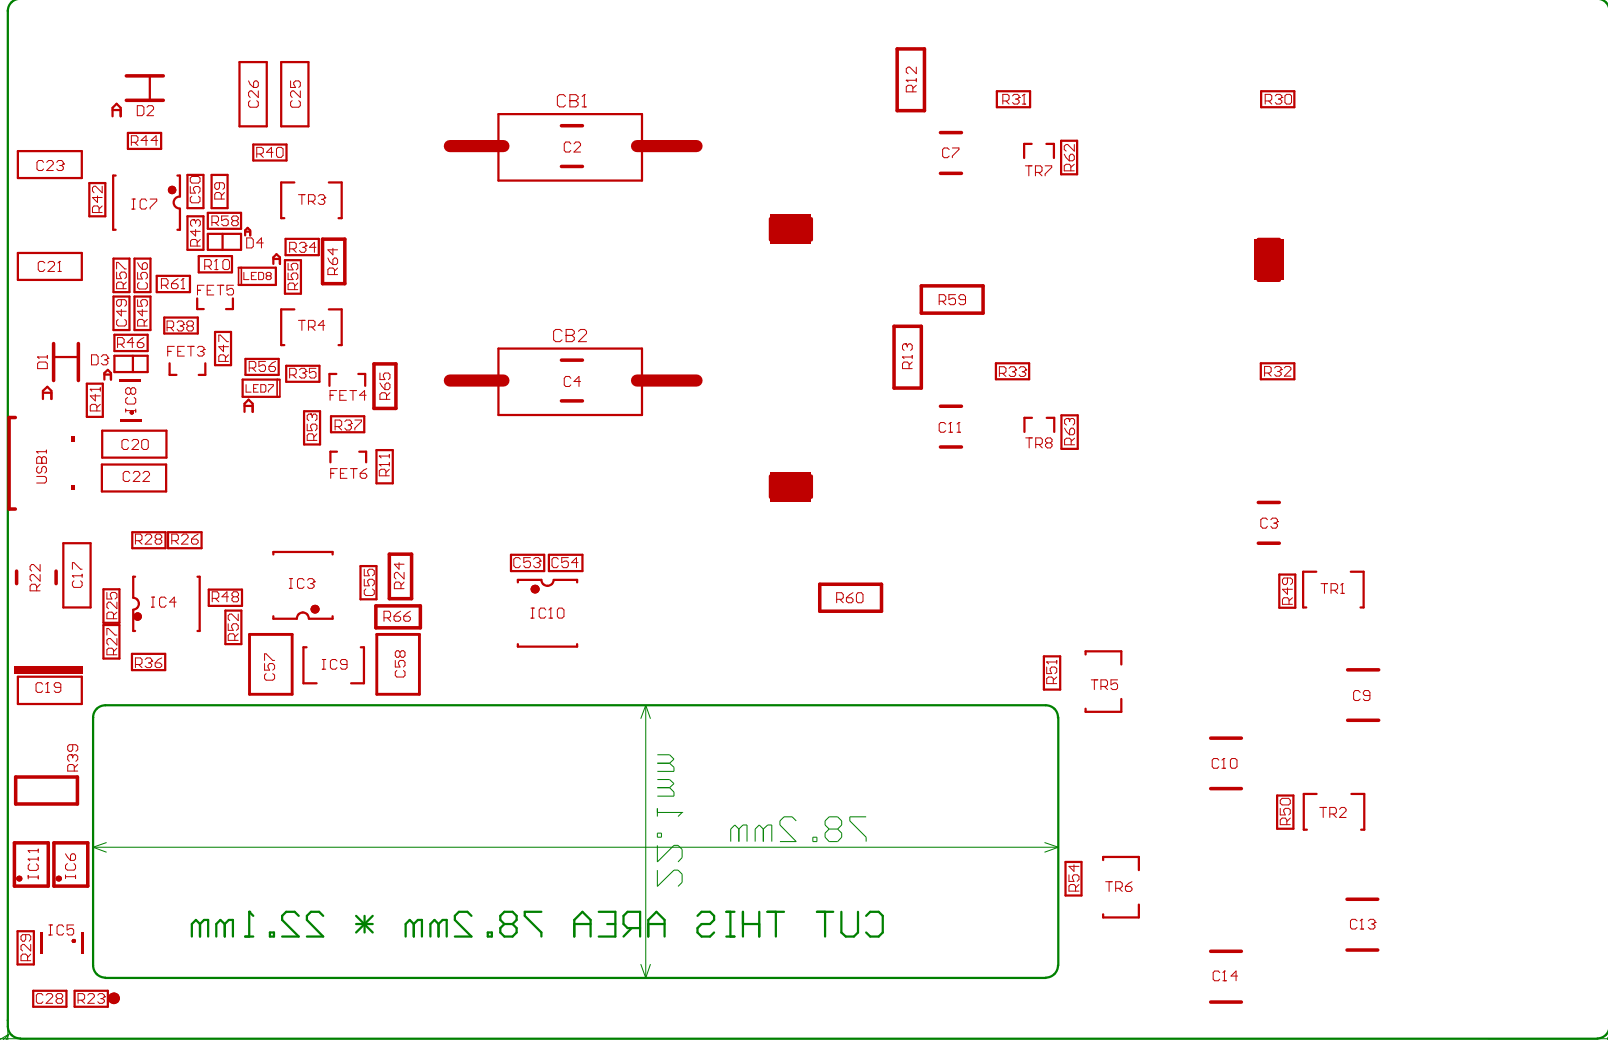 CB1
R12
C26
C25
R31
R30
A
D2
R44
C2
C7
R40
R62
C23
TR7
C50
R9
R42
IC7
TR3
R58
R43
A
D4
R34
A
R64
C21
R10
R57
C56
LED8
R55
R61
FET5
R59
C49
R45
R38
TR4
CB2
R46
R47
FET3
R13
D1
D3
R56
A
R35
R33
R32
R65
C4
LED7
A
R41
IC8
FET4
A
R53
R37
C11
R63
TR8
C20
USB1
C22
FET6
R11
C3
R28
R26
C53
C54
R22
C17
IC3
C55
R24
R49
TR1
R25
IC4
R48
R60
IC10
R66
R52
R27
R36
C57
IC9
C58
R51
TR5
C19
C9
R39
C10
22.1mm
78.2mm
R50
TR2
IC11
IC6
R54
TR6
CUT THIS AREA 78.2mm * 22.1mm
C13
R29
IC5
C14
C28
R23